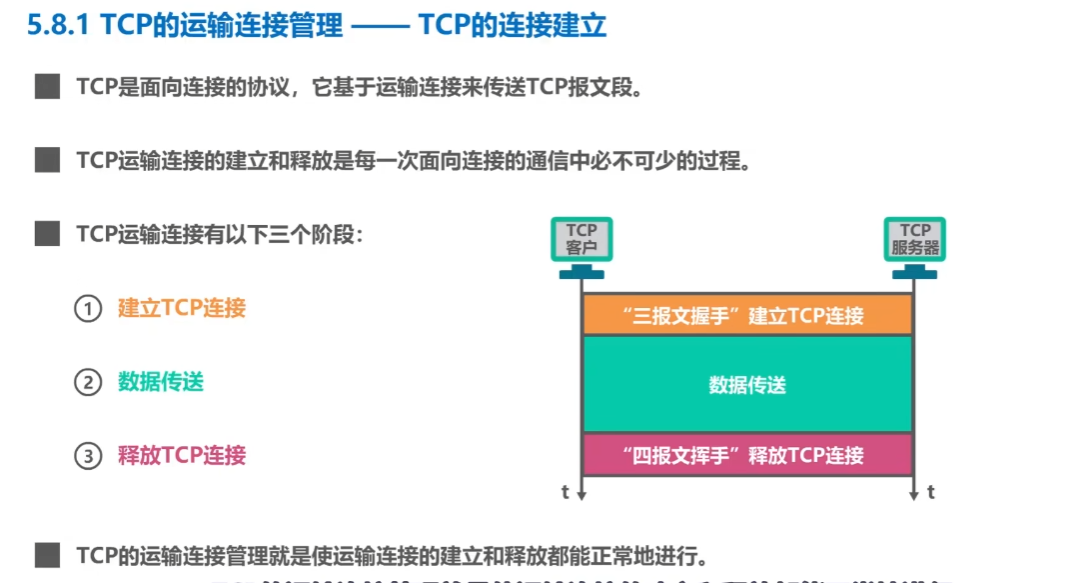 5.8.1 TCP的运输连接管理 —— TCP的连接建立
TCP是面向连接的协议，它基于运输连接来传送TCP报文段。
TCP运输连接的建立和释放是每一次面向连接的通信中必不可少的过程。
TCP运输连接有以下三个阶段：
① 建立TCP连接
② 数据传送
③ 释放TCP连接
TCP
客户
TCP
服务器
“三报文握手”建立TCP连接
数据传送
“四报文挥手”释放TCP连接
t
t
TCP的运输连接管理就是使运输连接的建立和释放都能正常地进行。